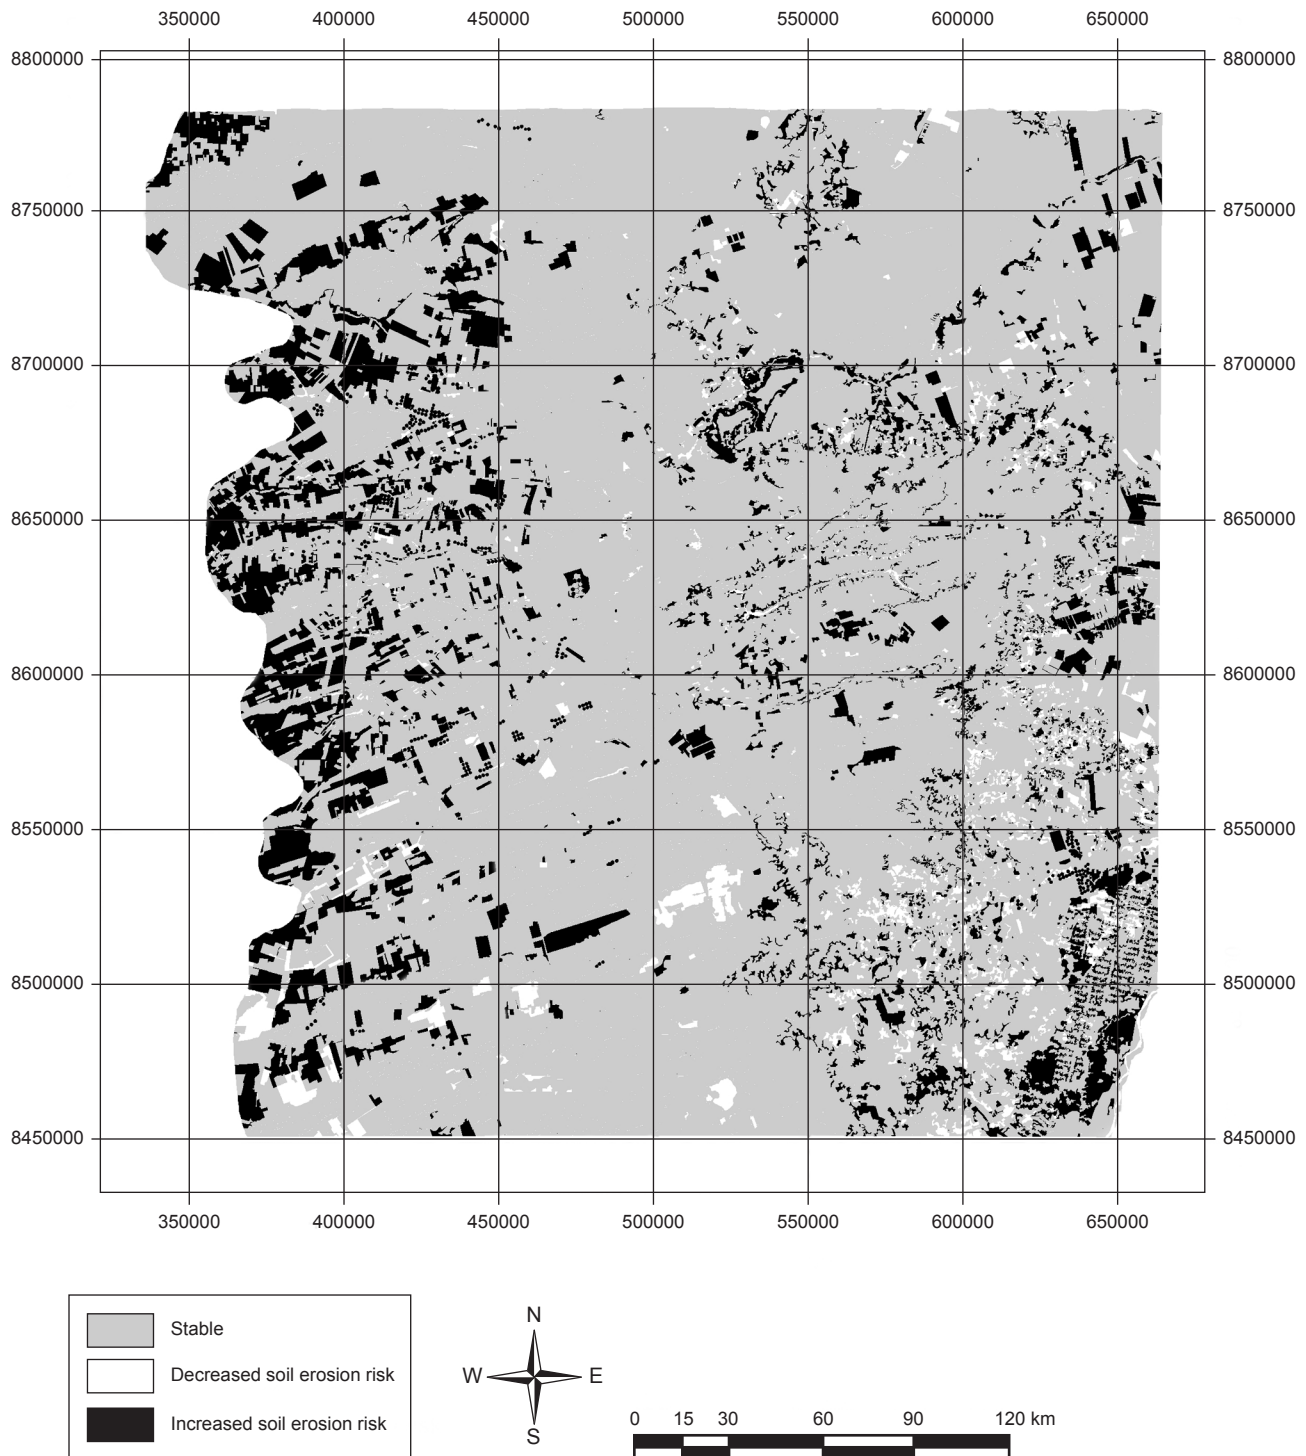 350000 400000 450000 500000 550000 600000 650000
8800000 8800000
8750000 8750000
8700000 8700000
8650000 8650000
8600000 8600000
8550000 8550000
8500000 8500000
8450000 8450000
350000 400000 450000 500000 550000 600000 650000
Stable
Decreased soil erosion risk
Increased soil erosion risk
N
W E
S
0 15 30 60 90 120 km